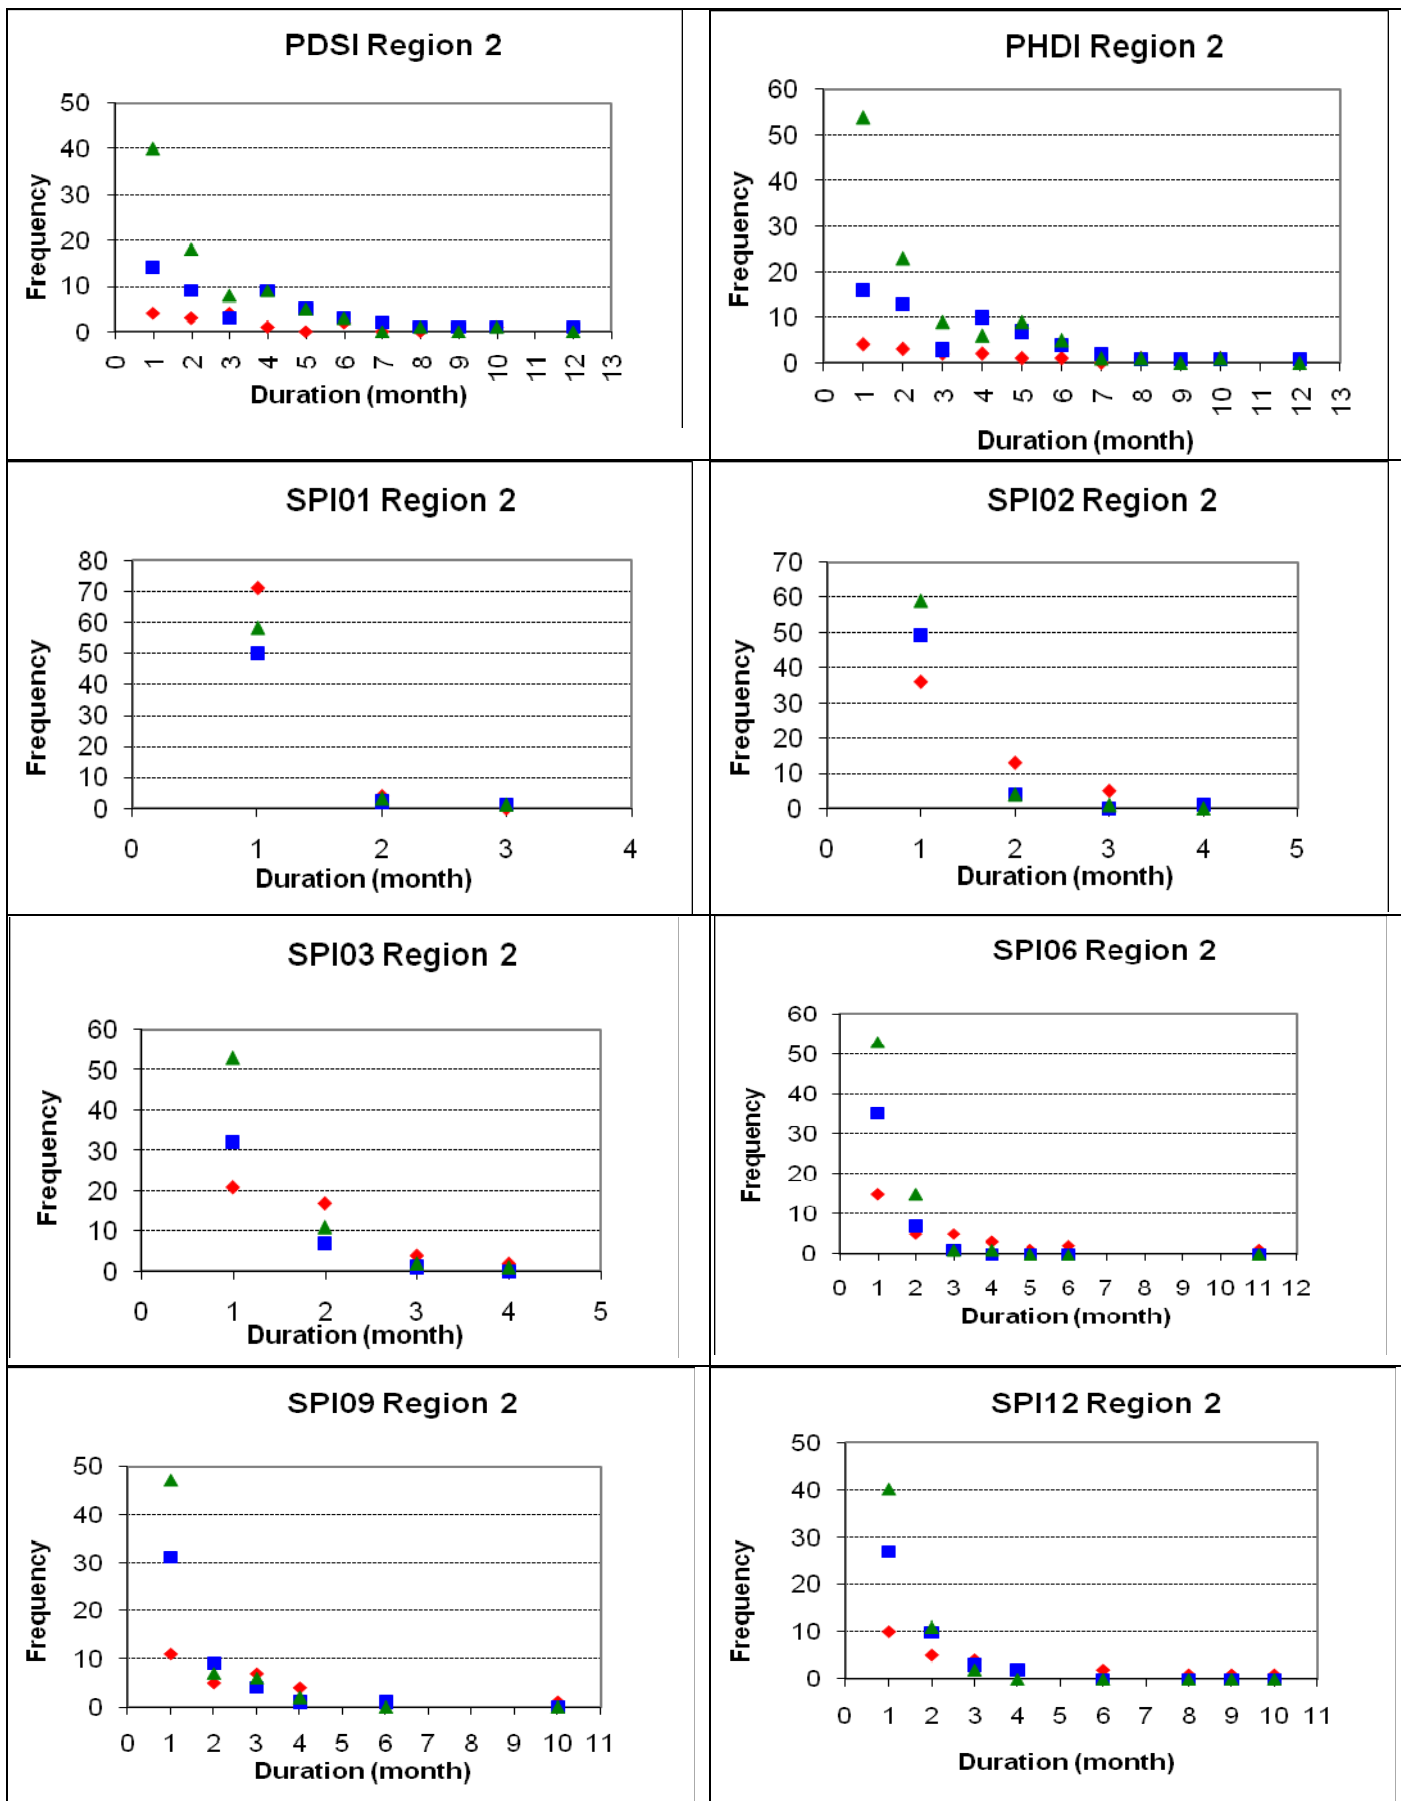 PDSI Region 2
50
40
30
20
10
0
Frequency
0 1 2 3 4 5 6 7 8 9 10 11 12 13
Duration (month)
PHDI Region 2
60
50
40
30
20
10
0
Frequency
0 1 2 3 4 5 6 7 8 9 10 11 12 13
Duration (month)
SPI01 Region 2
80
70
60
50
40
30
20
10
0
Frequency
0 1 2 3 4
Duration (month)
SPI02 Region 2
70
60
50
40
30
20
10
0
Frequency
0 1 2 3 4 5
Duration (month)
SPI03 Region 2
60
50
40
30
20
10
0
Frequency
0 1 2 3 4 5
Duration (month)
SPI06 Region 2
60
50
40
30
20
10
0
Frequency
0 1 2 3 4 5 6 7 8 9 10 11 12
Duration (month)
SPI09 Region 2
50
40
30
20
10
0
Frequency
0 1 2 3 4 5 6 7 8 9 10 11
Duration (month)
SPI12 Region 2
50
40
30
20
10
0
Frequency
0 1 2 3 4 5 6 7 8 9 10 11
Duration (month)